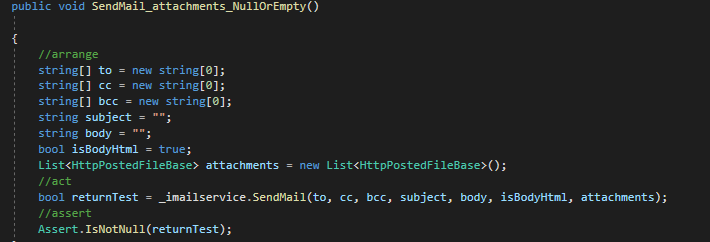 public void SendMail_attachments_NullOrEmpty()
{
//arrange
string[] to = new string[0];
string[] cc = new string[0];
string[] bcc = new string[0];
string subject = "";
string body = "";
bool isBodyHtml = true;
List<HttpPostedFileBase> attachments = new List<HttpPostedFileBase>();
//act
bool returnTest = _imailservice.SendMail(to, cc, bcc, subject, body, isBodyHtml, attachments);
//assert
Assert.IsNotNull(returnTest);